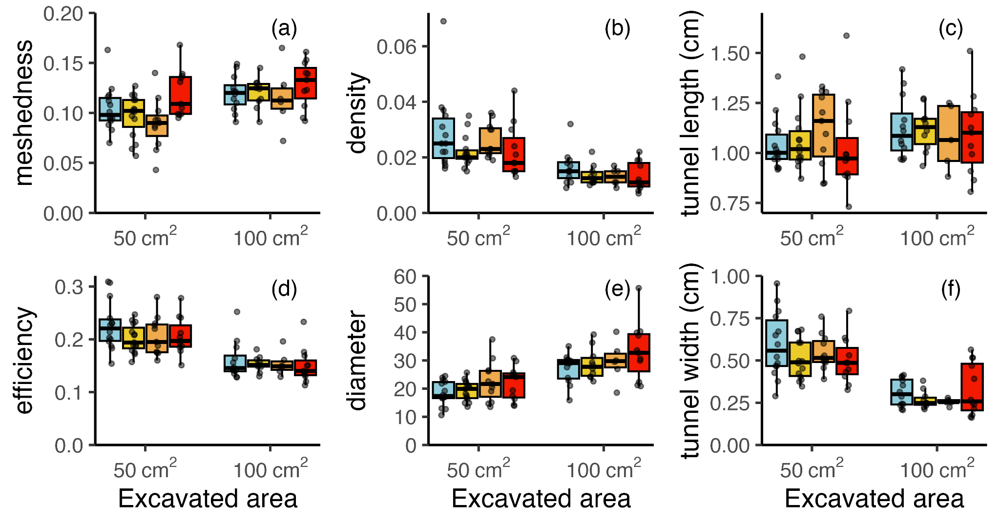 (a)
meshedness
0.20
0.15
0.10
0.05
0.00
50 cm²
100 cm²
(b)
density
0.06
0.04
0.02
0.00
50 cm²
100 cm²
(c)
tunnel length (cm)
1.50
1.25
1.00
0.75
50 cm²
100 cm²
(d)
efficiency
0.3
0.2
0.1
0.0
50 cm²
100 cm²
Excavated area
(e)
diameter
60
50
40
30
20
10
0
50 cm²
100 cm²
Excavated area
(f)
tunnel width (cm)
1.00
0.75
0.50
0.25
0.00
50 cm²
100 cm²
Excavated area